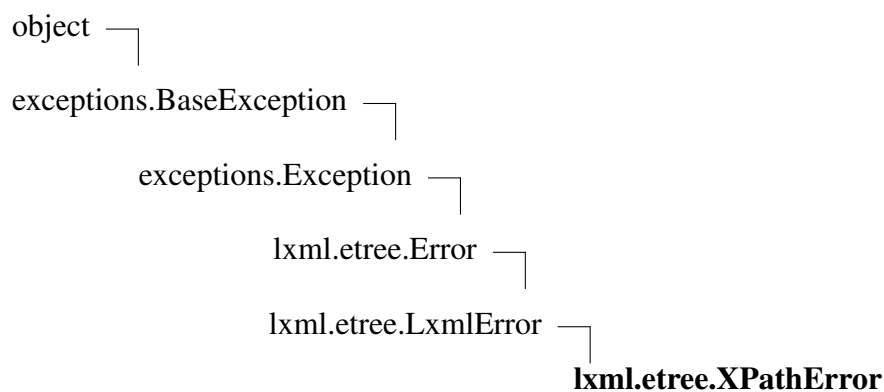 object
exceptions.BaseException
exceptions.Exception
lxml.etree.Error
lxml.etree.LxmlError
lxml.etree.XPathError